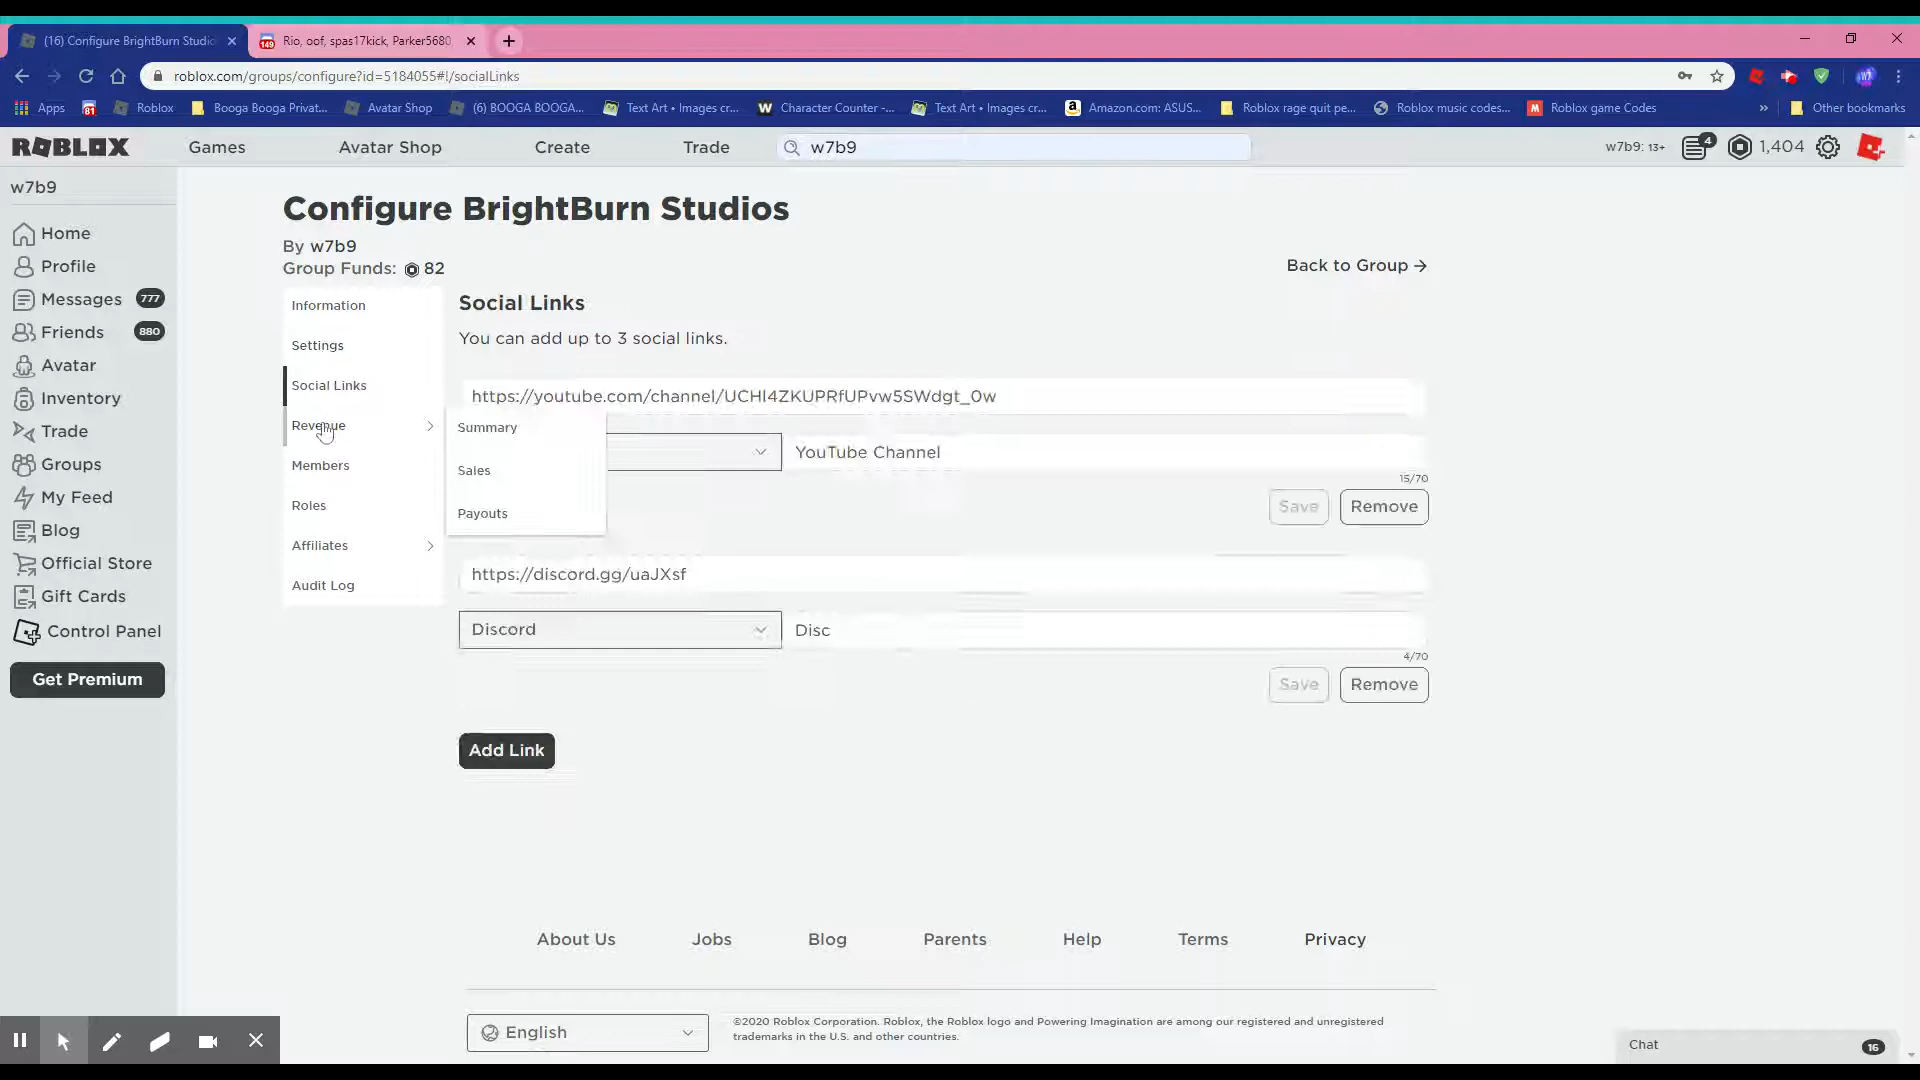 (16) Configure BrightBurn Studio
149 Rio, oof, spas17kick, Parker5680
roblox.com/groups/configure?id=5184055#!/socialLinks
Apps 81 Roblox Booga Booga Privat... Avatar Shop (6) BOOGA BOOGA... Text Art • Images cr... W Character Counter -... Text Art • Images cr... a Amazon.com: ASUS... Roblox rage quit pe... Roblox music codes... M Roblox game Codes » Other bookmarks
ROBLOX Games Avatar Shop Create Trade w7b9 w7b9: 13+ 4 1,404
w7b9
Home
Profile
Messages 777
Friends 880
Avatar
Inventory
Trade
Groups
My Feed
Blog
Official Store
Gift Cards
Control Panel
Get Premium
Configure BrightBurn Studios
By w7b9
Group Funds: 82
Back to Group
Information
Settings
Social Links
Revenue
Members
Roles
Affiliates
Audit Log
Summary
Sales
Payouts
Social Links
You can add up to 3 social links.
https://youtube.com/channel/UCHI4ZKUPRfUPvw5SWdgt_0w
YouTube Channel
15/70
Save Remove
https://discord.gg/uaJXsf
Discord Disc
4/70
Save Remove
Add Link
About Us Jobs Blog Parents Help Terms Privacy
English
©2020 Roblox Corporation. Roblox, the Roblox logo and Powering Imagination are among our registered and unregistered
trademarks in the U.S. and other countries.
Chat 16